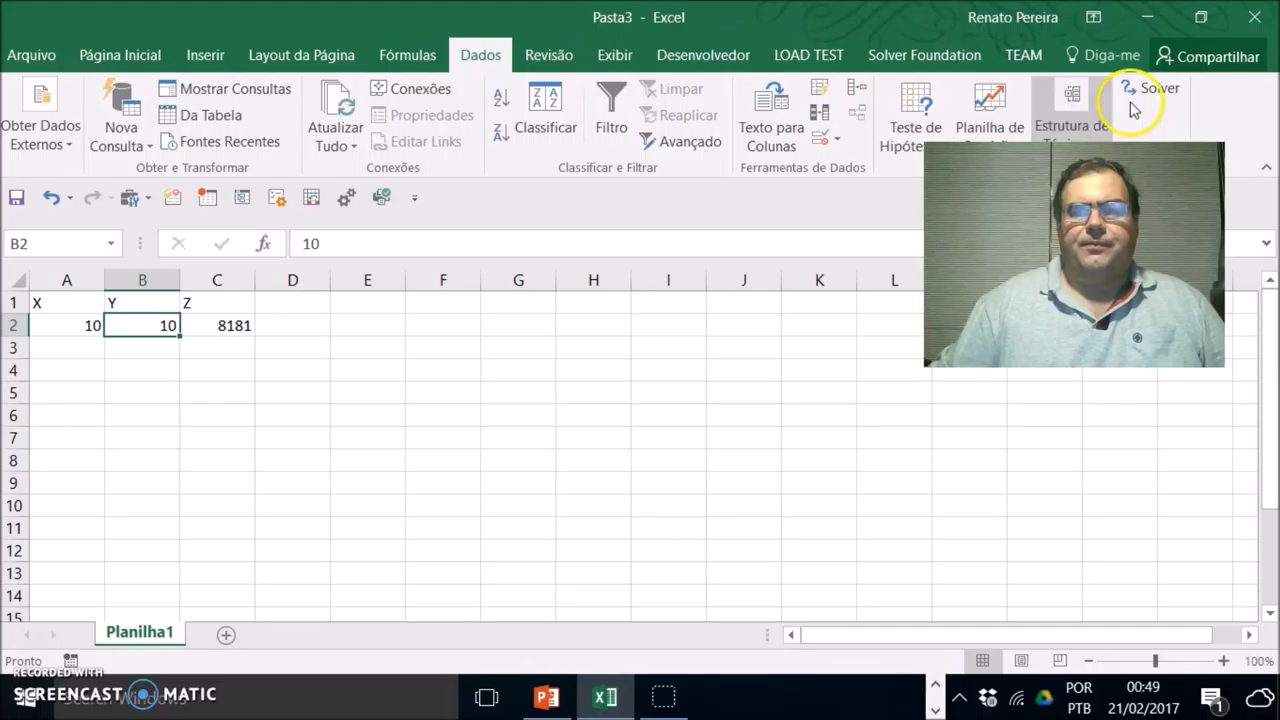 Pasta3 - Excel
Renato Pereira
Arquivo Página Inicial Inserir Layout da Página Fórmulas Dados Revisão Exibir Desenvolvedor LOAD TEST Solver Foundation TEAM Diga-me Compartilhar
Obter Dados Externos
Nova Consulta
Mostrar Consultas
Da Tabela
Fontes Recentes
Obter e Transformar
Atualizar Tudo
Conexões
Propriedades
Editar Links
Conexões
Classificar
Filtro
Limpar
Reaplicar
Avançado
Classificar e Filtrar
Texto para Colunas
Ferramentas de Dados
Teste de
Planilha de
Estrutura de
Solver
B2
fx
10
A B C D E F G H I J K L
1 X Y Z
2 10 10 8181
3
4
5
6
7
8
9
10
11
12
13
14
15
Planilha1
Pronto
100%
RECORDED WITH
SCREENCAST MATIC
POR
PTB
00:49
21/02/2017
1